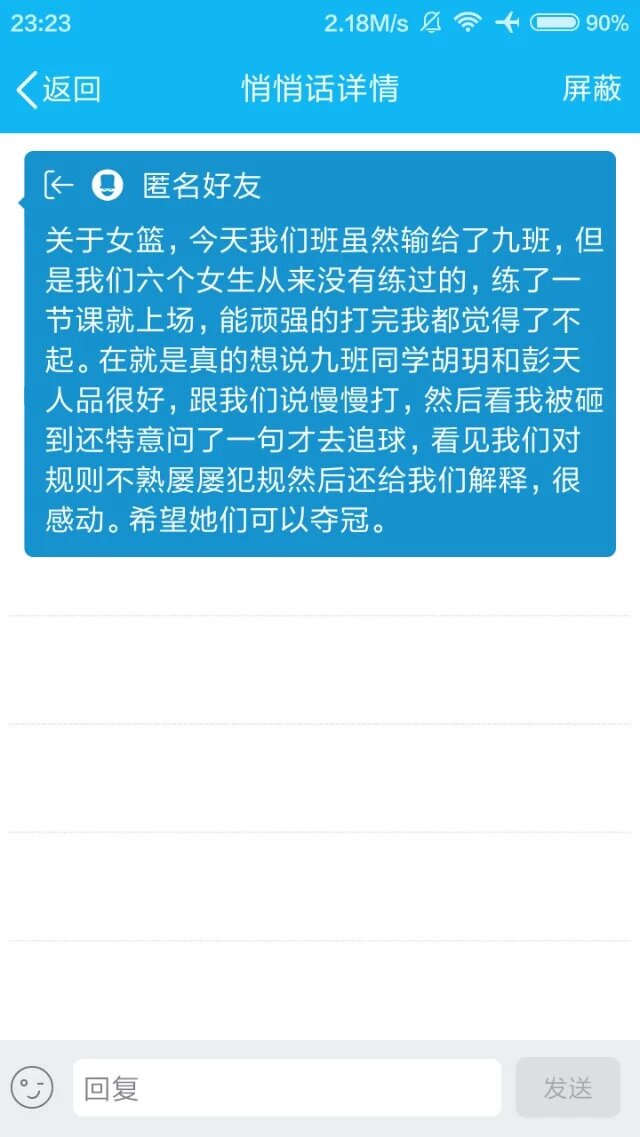 23:23 2.18M/s 90%
返回 悄悄话详情 屏蔽
匿名好友
关于女篮，今天我们班虽然输给了九班，但
是我们六个女生从来没有练过的，练了一
节课就上场，能顽强的打完我都觉得了不
起。在就是真的想说九班同学胡玥和彭天
人品很好，跟我们说慢慢打，然后看我被砸
到还特意问了一句才去追球，看见我们对
规则不熟屡屡犯规然后还给我们解释，很
感动。希望她们可以夺冠。
回复 发送